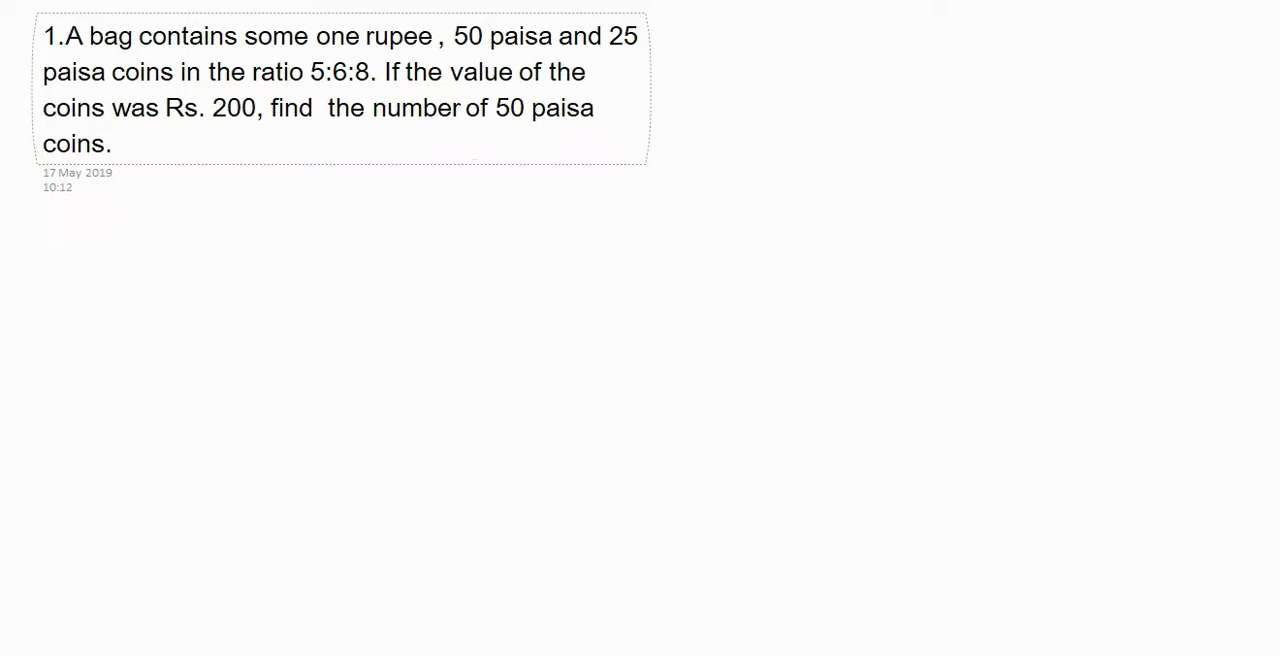 1.A bag contains some one rupee , 50 paisa and 25
paisa coins in the ratio 5:6:8. If the value of the
coins was Rs. 200, find  the number of 50 paisa
coins.
17 May 2019
10:12